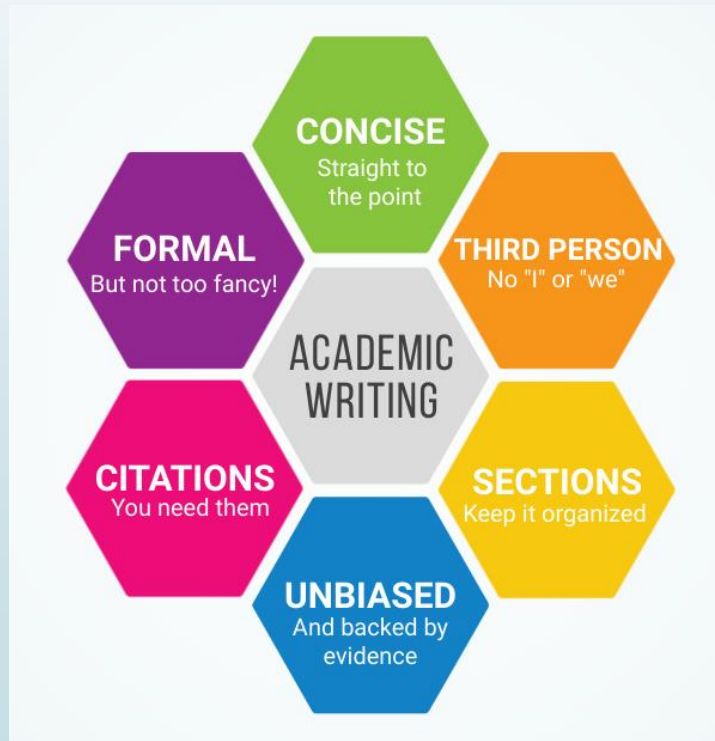 CONCISE
Straight to
the point
FORMAL
But not too fancy!
THIRD PERSON
No "I" or "we"
ACADEMIC
WRITING
CITATIONS
You need them
SECTIONS
Keep it organized
UNBIASED
And backed by
evidence